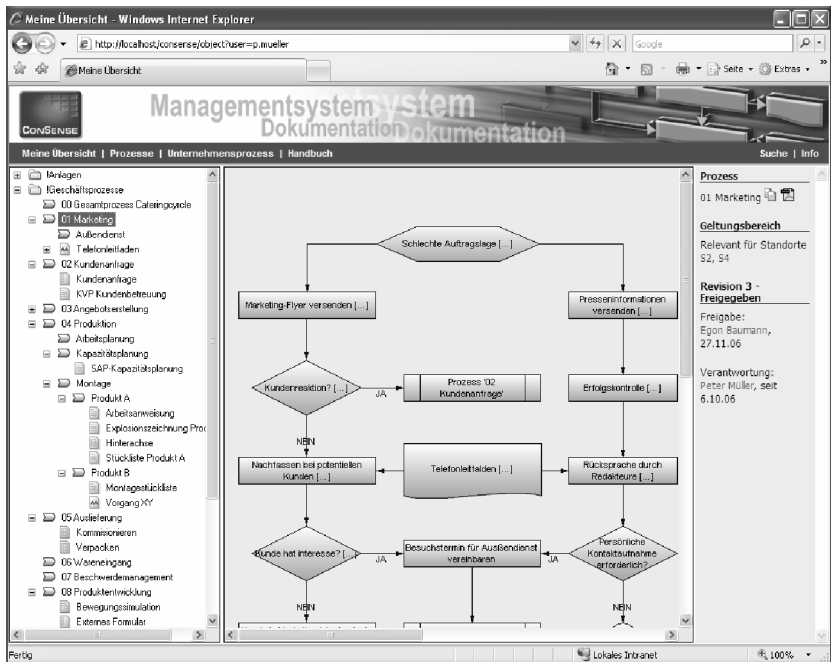 Meine Übersicht - Windows Internet Explorer
http://localhost/consense/object?user=p.mueller
Google
Meine Übersicht
Seite
Extras
CONSENSE
Managementsystem
system
Dokumentation
Dokumentation
Meine Übersicht | Prozesse | Unternehmensprozess | Handbuch
Suche | Info
!Anlagen
!Geschäftsprozesse
00 Gesamtprozess Cateringcycle
01 Marketing
Außendienst
Telefonleitfaden
02 Kundenanfrage
Kundenanfrage
KVP Kundenbetreuung
03 Angebotserstellung
04 Produktion
Arbeitsplanung
Kapazitätsplanung
SAP-Kapazitätsplanung
Montage
Produkt A
Arbeitsanweisung
Explosionszeichnung Proc
Hinterachse
Stückliste Produkt A
Produkt B
Montagestückliste
Vorgang XY
05 Auslieferung
Kommisionieren
Verpacken
06 Wareneingang
07 Beschwerdemanagement
08 Produktentwicklung
Bewegungssimulation
Externes Formular
Schlechte Auftragslage [...]
Marketing-Flyer versenden [...]
Presseninformationen
versenden [...]
Kundenreaktion? [...]
JA
Prozess '02
Kundenanfrage'
Erfolgskontrolle [...]
NEIN
Nachfassen bei potentiellen
Kunden [...]
Telefonleitfalden [...]
Rücksprache durch
Redakteure [...]
Kunde hat interesse? [...]
JA
Besuchstermin für Ausßendienst
vereinbaren
JA
Persönliche
Kontaktaufnahme
erforderlich?
NEIN
NEIN
Prozess
01 Marketing
Geltungsbereich
Relevant für Standorte
S2, S4
Revision 3 -
Freigegeben
Freigabe:
Egon Baumann,
27.11.06
Verantwortung:
Peter Müller, seit
6.10.06
Fertig
Lokales Intranet
100%